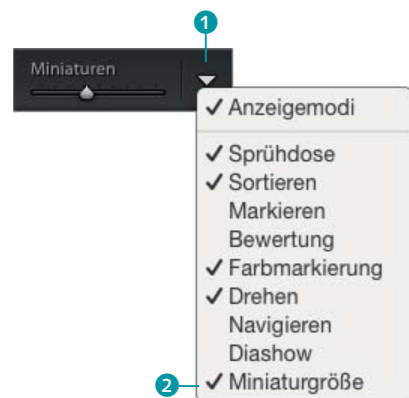 1
Miniaturen
✓ Anzeigemodi
✓ Sprühdose
✓ Sortieren
Markieren
Bewertung
✓ Farbmarkierung
✓ Drehen
Navigieren
Diashow
2 ✓ Miniaturgröße